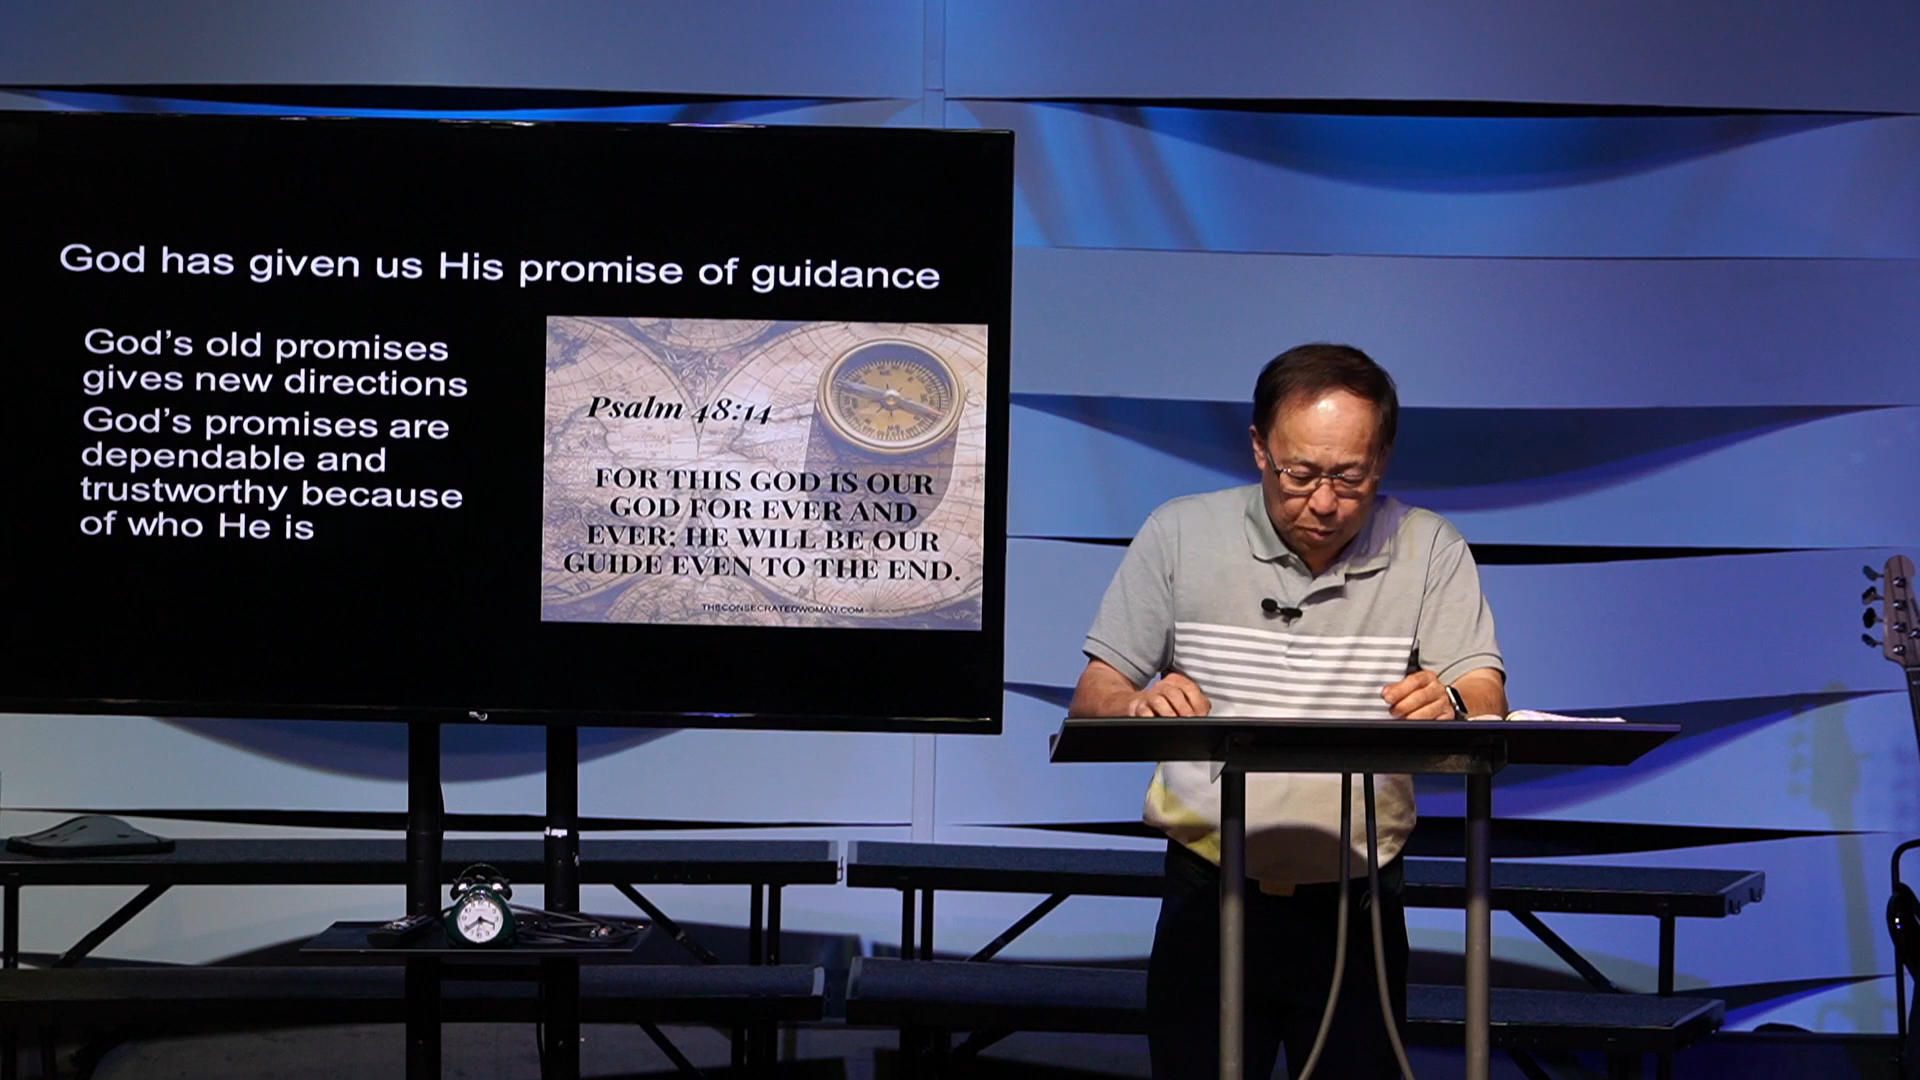 God has given us His promise of guidance
God's old promises
gives new directions
God's promises are
dependable and
trustworthy because
of who He is
Psalm 48:14
FOR THIS GOD IS OUR
GOD FOR EVER AND
EVER; HE WILL BE OUR
GUIDE EVEN TO THE END.
THECONSECRATEDWOMAN.COM